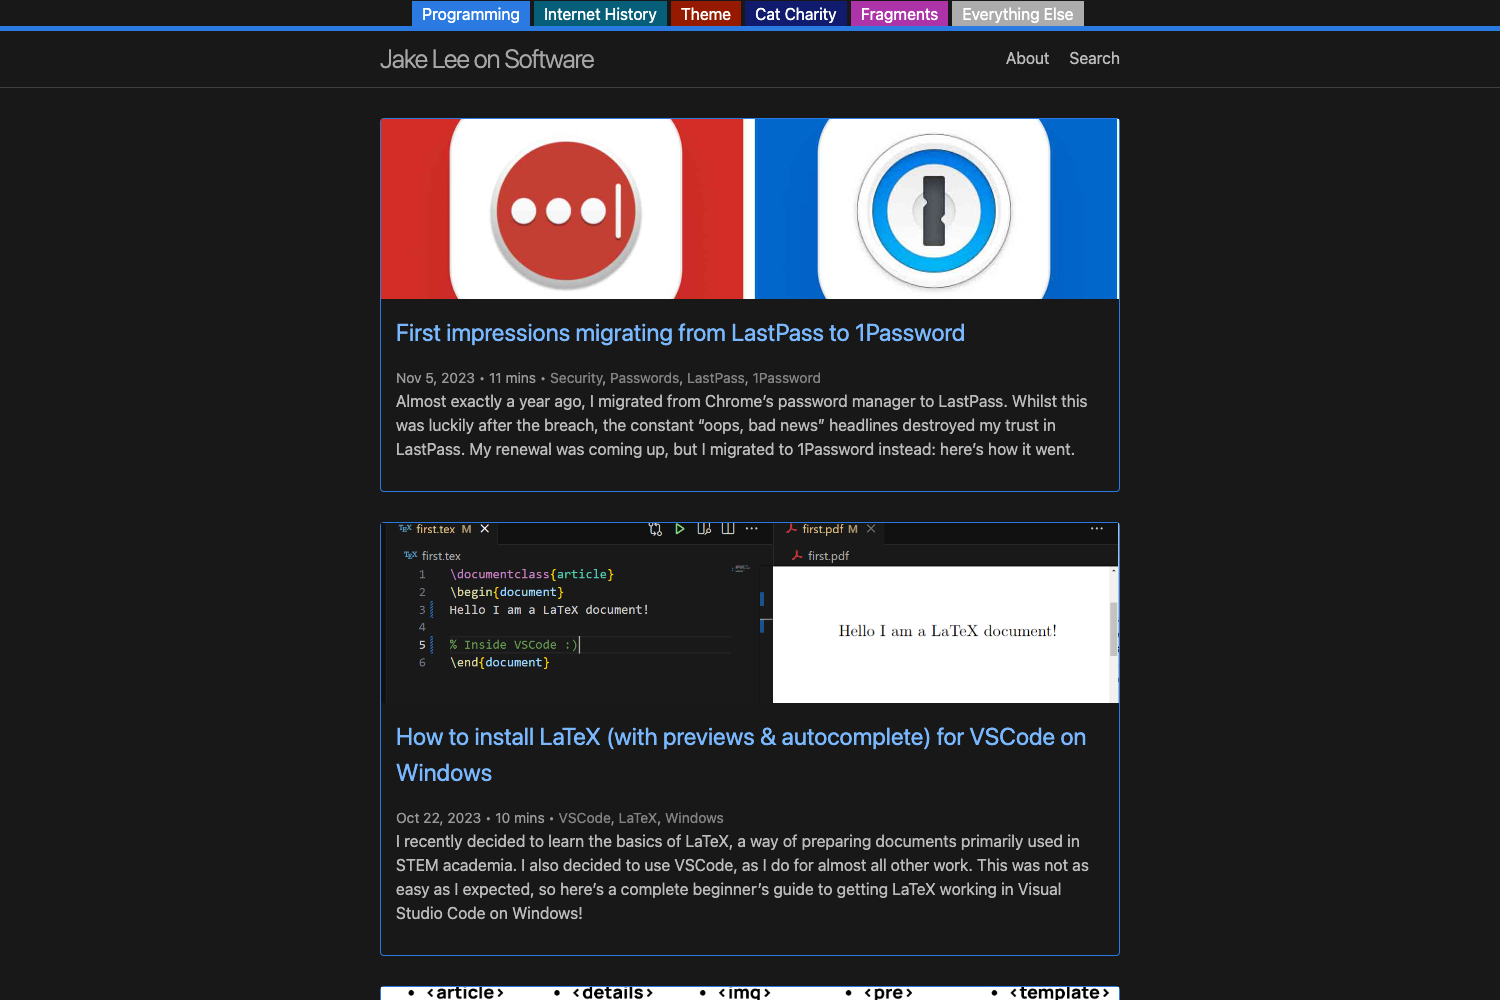 Programming Internet History Theme Cat Charity Fragments Everything Else
Jake Lee on Software
About Search
First impressions migrating from LastPass to 1Password
Nov 5, 2023 • 11 mins • Security, Passwords, LastPass, 1Password
Almost exactly a year ago, I migrated from Chrome’s password manager to LastPass. Whilst this
was luckily after the breach, the constant “oops, bad news” headlines destroyed my trust in
LastPass. My renewal was coming up, but I migrated to 1Password instead: here’s how it went.
TEX first.tex M
first.pdf M
TEX first.tex
first.pdf
1 \documentclass{article}
2 \begin{document}
3 Hello I am a LaTeX document!
4
5 % Inside VSCode :)
6 \end{document}
Hello I am a LaTeX document!
How to install LaTeX (with previews & autocomplete) for VSCode on
Windows
Oct 22, 2023 • 10 mins • VSCode, LaTeX, Windows
I recently decided to learn the basics of LaTeX, a way of preparing documents primarily used in
STEM academia. I also decided to use VSCode, as I do for almost all other work. This was not as
easy as I expected, so here’s a complete beginner’s guide to getting LaTeX working in Visual
Studio Code on Windows!
• <article> • <details> • <img> • <pre> • <template>